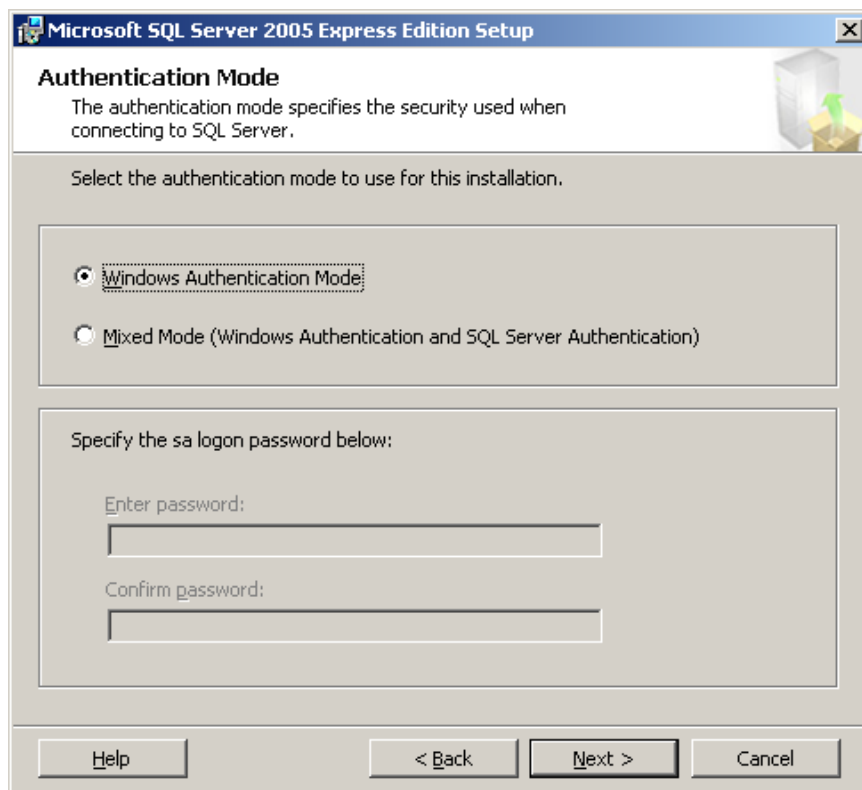 Microsoft SQL Server 2005 Express Edition Setup
Authentication Mode
The authentication mode specifies the security used when
connecting to SQL Server.
Select the authentication mode to use for this installation.
Windows Authentication Mode
Mixed Mode (Windows Authentication and SQL Server Authentication)
Specify the sa logon password below:
Enter password:
Confirm password:
Help < Back Next > Cancel